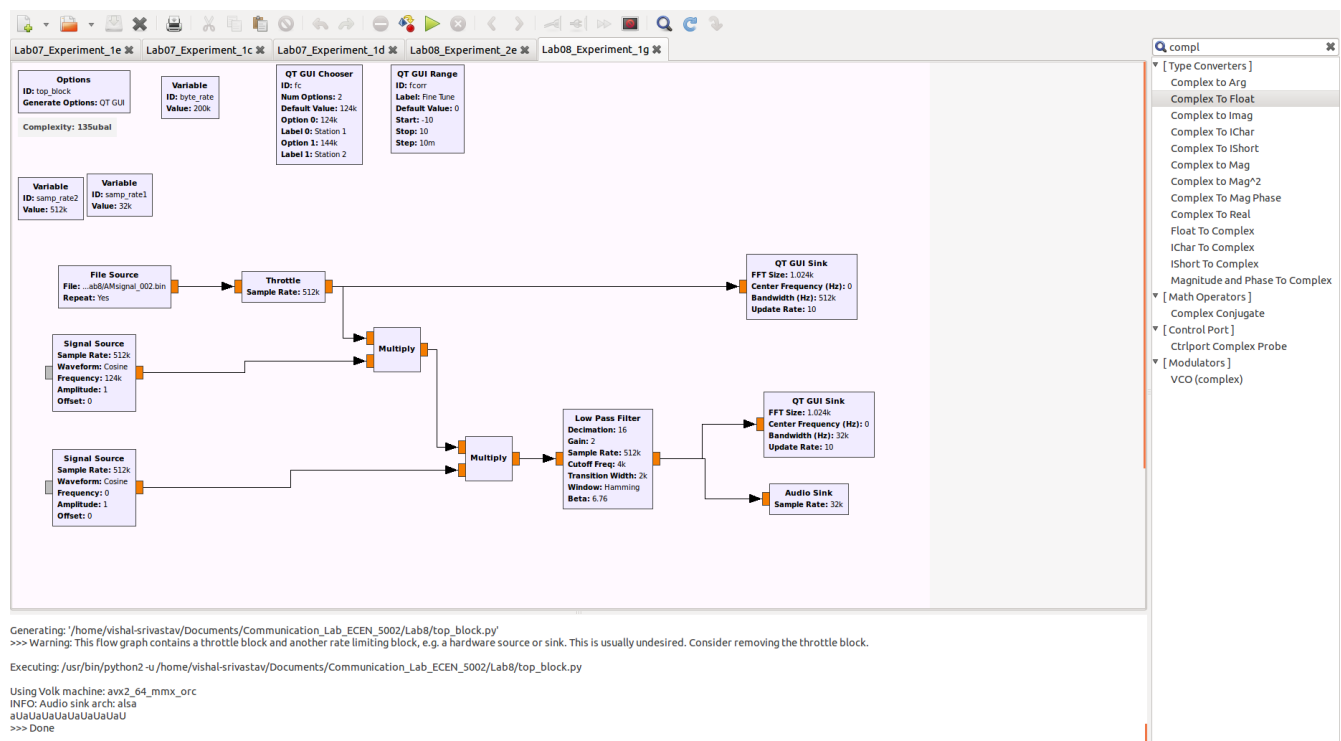 Lab07_Experiment_1e ✖ Lab07_Experiment_1c ✖ Lab07_Experiment_1d ✖ Lab08_Experiment_2e ✖ Lab08_Experiment_1g ✖
Options
ID: top_block
Generate Options: QT GUI
Complexity: 135ubal
Variable
ID: byte_rate
Value: 200k
QT GUI Chooser
ID: fc
Num Options: 2
Default Value: 124k
Option 0: 124k
Label 0: Station 1
Option 1: 144k
Label 1: Station 2
QT GUI Range
ID: fcorr
Label: Fine Tune
Default Value: 0
Start: -10
Stop: 10
Step: 10m
Variable
ID: samp_rate2
Value: 512k
Variable
ID: samp_rate1
Value: 32k
File Source
File: ...ab8/AMsignal_002.bin
Repeat: Yes
Throttle
Sample Rate: 512k
QT GUI Sink
FFT Size: 1.024k
Center Frequency (Hz): 0
Bandwidth (Hz): 512k
Update Rate: 10
Signal Source
Sample Rate: 512k
Waveform: Cosine
Frequency: 124k
Amplitude: 1
Offset: 0
Multiply
Signal Source
Sample Rate: 512k
Waveform: Cosine
Frequency: 0
Amplitude: 1
Offset: 0
Multiply
Low Pass Filter
Decimation: 16
Gain: 2
Sample Rate: 512k
Cutoff Freq: 4k
Transition Width: 2k
Window: Hamming
Beta: 6.76
QT GUI Sink
FFT Size: 1.024k
Center Frequency (Hz): 0
Bandwidth (Hz): 32k
Update Rate: 10
Audio Sink
Sample Rate: 32k
compl
[ Type Converters ]
Complex to Arg
Complex To Float
Complex to Imag
Complex To IChar
Complex To IShort
Complex to Mag
Complex to Mag^2
Complex To Mag Phase
Complex To Real
Float To Complex
IChar To Complex
IShort To Complex
Magnitude and Phase To Complex
[ Math Operators ]
Complex Conjugate
[ Control Port ]
Ctrlport Complex Probe
[ Modulators ]
VCO (complex)
Generating: '/home/vishal-srivastav/Documents/Communication_Lab_ECEN_5002/Lab8/top_block.py'
>>> Warning: This flow graph contains a throttle block and another rate limiting block, e.g. a hardware source or sink. This is usually undesired. Consider removing the throttle block.
Executing: /usr/bin/python2 -u /home/vishal-srivastav/Documents/Communication_Lab_ECEN_5002/Lab8/top_block.py
Using Volk machine: avx2_64_mmx_orc
INFO: Audio sink arch: alsa
aUaUaUaUaUaUaUaUaU
>>> Done